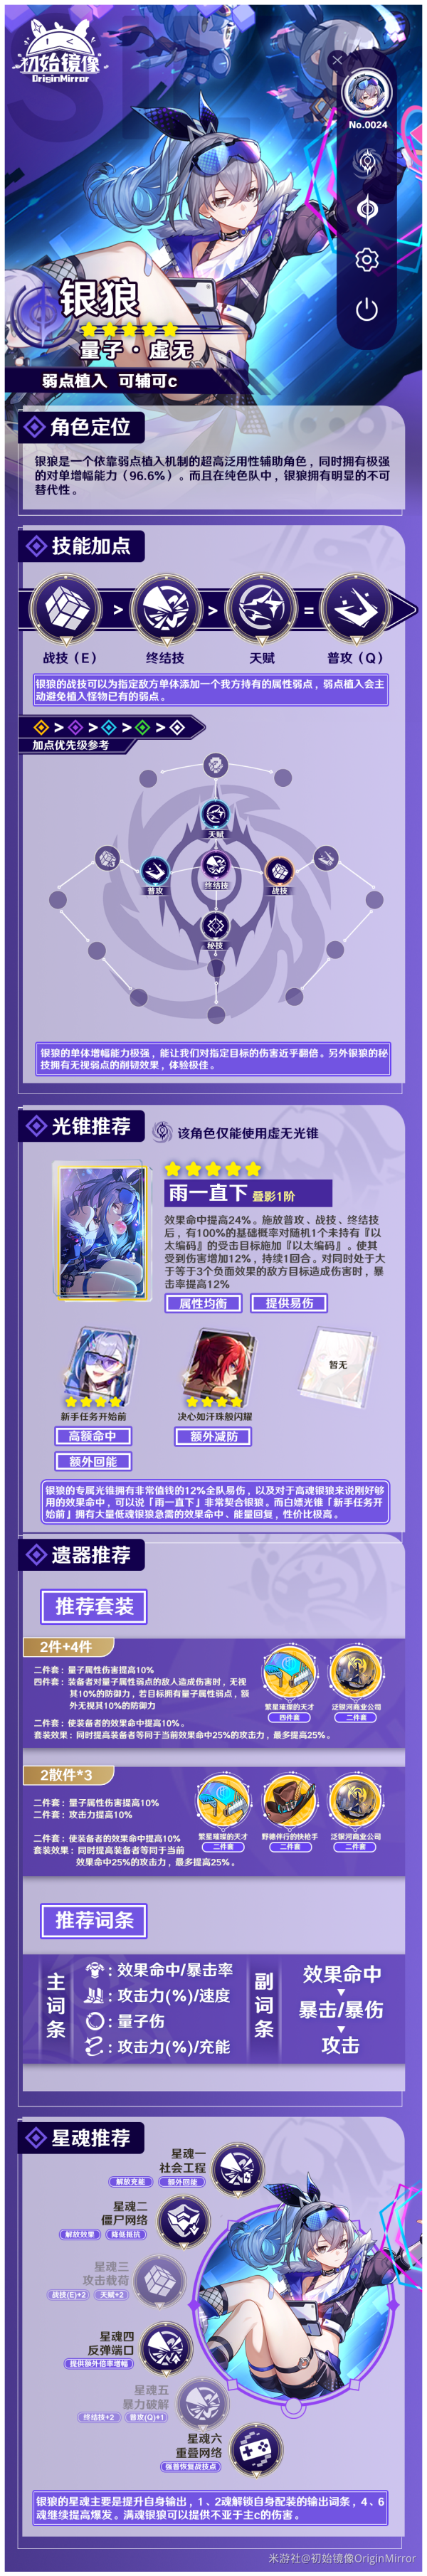 初始镜像
OriginMirror
No.0024
银狼
量子·虚无
弱点植入 可辅可c
角色定位
银狼是一个依靠弱点植入机制的超高泛用性辅助角色，同时拥有极强
的对单增幅能力（96.6%）。而且在纯色队中，银狼拥有明显的不可
替代性。
技能加点
> > =
战技（E） 终结技 天赋 普攻（Q）
银狼的战技可以为指定敌方单体添加一个我方持有的属性弱点，弱点植入会主
动避免植入怪物已有的弱点。
> > > >
加点优先级参考
天赋
普攻 终结技 战技
秘技
银狼的单体增幅能力极强，能让我们对指定目标的伤害近乎翻倍。另外银狼的秘
技拥有无视弱点的削韧效果，体验极佳。
光锥推荐
该角色仅能使用虚无光锥
雨一直下 叠影1阶
效果命中提高24%。施放普攻、战技、终结技
后，有100%的基础概率对随机1个未持有『以
太编码』的受击目标施加『以太编码』。使其
受到伤害增加12%，持续1回合。对同时处于大
于等于3个负面效果的敌方目标造成伤害时，暴
击率提高12%
属性均衡 提供易伤
暂无
新手任务开始前 决心如汗珠般闪耀
高额命中 额外减防
额外回能
银狼的专属光锥拥有非常值钱的12%全队易伤，以及对于高魂银狼来说刚好够
用的效果命中，可以说「雨一直下」非常契合银狼。而白嫖光锥「新手任务开
始前」拥有大量低魂银狼急需的效果命中、能量回复，性价比极高。
遗器推荐
推荐套装
2件+4件
二件套：量子属性伤害提高10%
四件套：装备者对量子属性弱点的敌人造成伤害时，无视
其10%的防御力，若目标拥有量子属性弱点，额
外无视其10%的防御力
二件套：使装备者的效果命中提高10%。
套装效果：同时提高装备者等同于当前效果命中25%的攻击力，最多提高25%。
繁星璀璨的天才 泛银河商业公司
四件套 二件套
2散件*3
二件套：量子属性伤害提高10%
二件套：攻击力提高10%
二件套：使装备者的效果命中提高10%
套装效果：同时提高装备者等同于当前
效果命中25%的攻击力，最多提高25%。
繁星璀璨的天才 野穗伴行的快枪手 泛银河商业公司
二件套 二件套 二件套
推荐词条
主词条
：效果命中/暴击率
：攻击力(%)/速度
：量子伤
：攻击力(%)/充能
副词条
效果命中
暴击/暴伤
攻击
星魂推荐
星魂一
社会工程
解放充能 额外回能
星魂二
僵尸网络
解放效果 降低抵抗
星魂三
攻击载荷
战技(E)+2 天赋+2
星魂四
反弹端口
提供额外倍率增幅
星魂五
暴力破解
终结技+2 普攻(Q)+1
星魂六
重叠网络
强普恢复战技点
银狼的星魂主要是提升自身输出，1、2魂解锁自身配装的输出词条，4、6
魂继续提高爆发。满魂银狼可以提供不亚于主c的伤害。
米游社@初始镜像OriginMirror